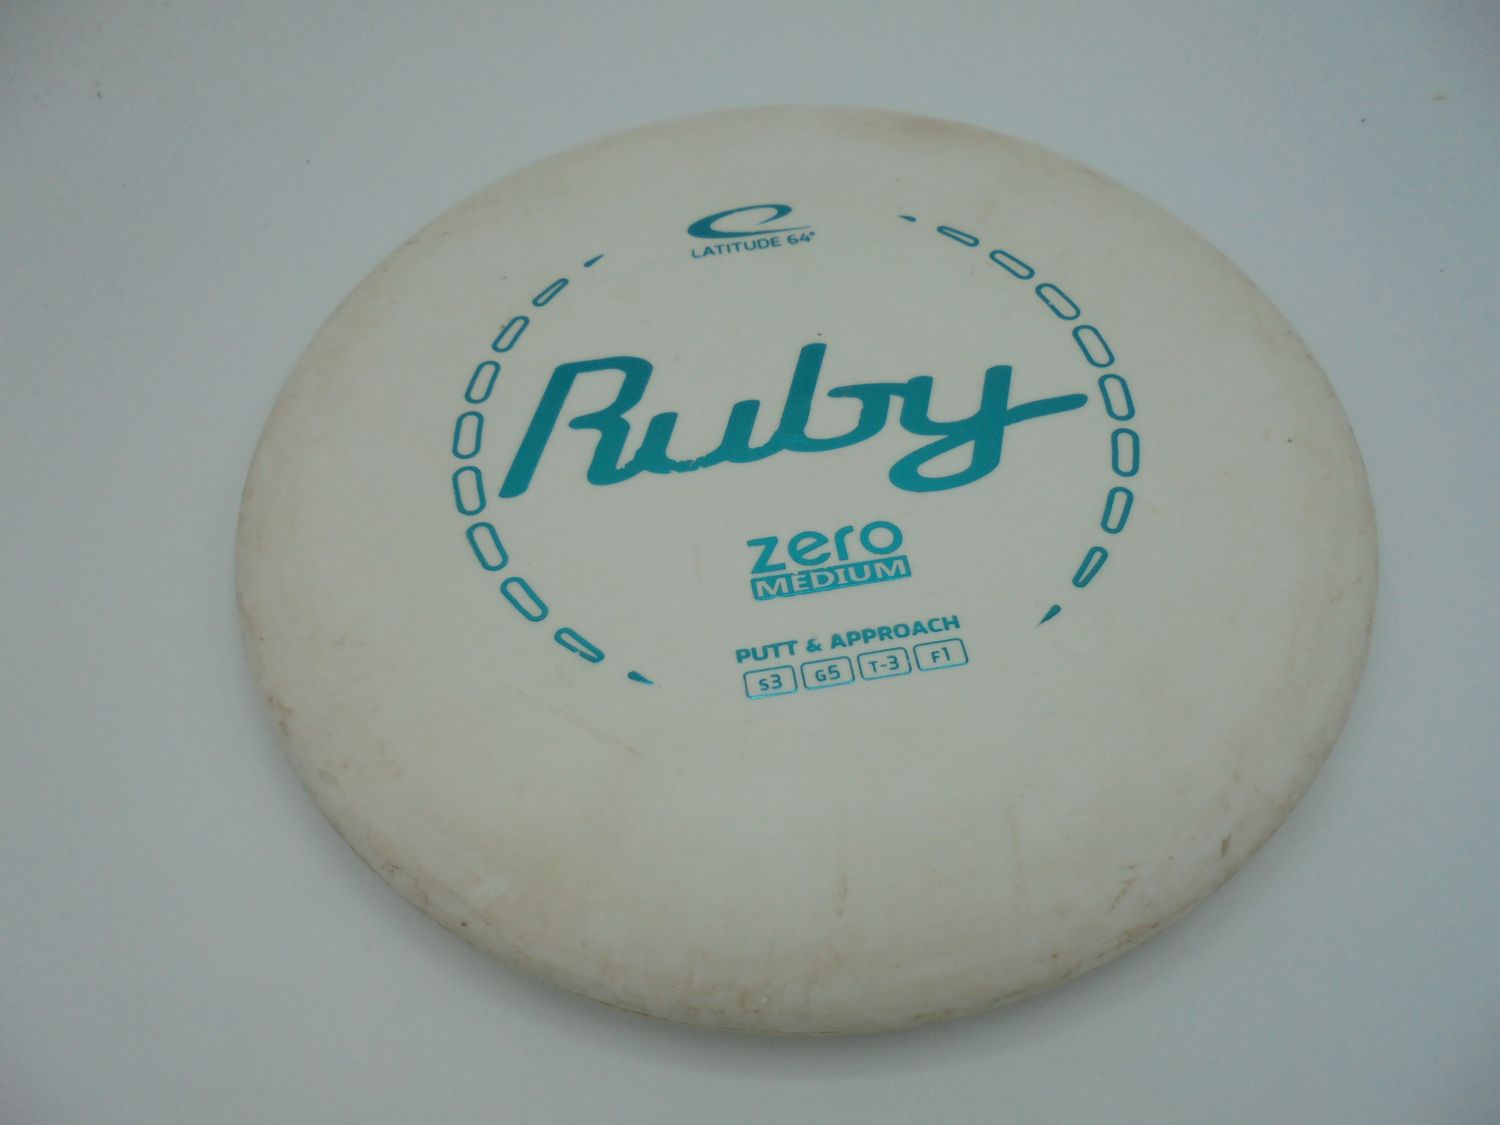 LATITUDE 64°
Ruby
zero
MEDIUM
PUTT & APPROACH
S3 G5 T-3 F1